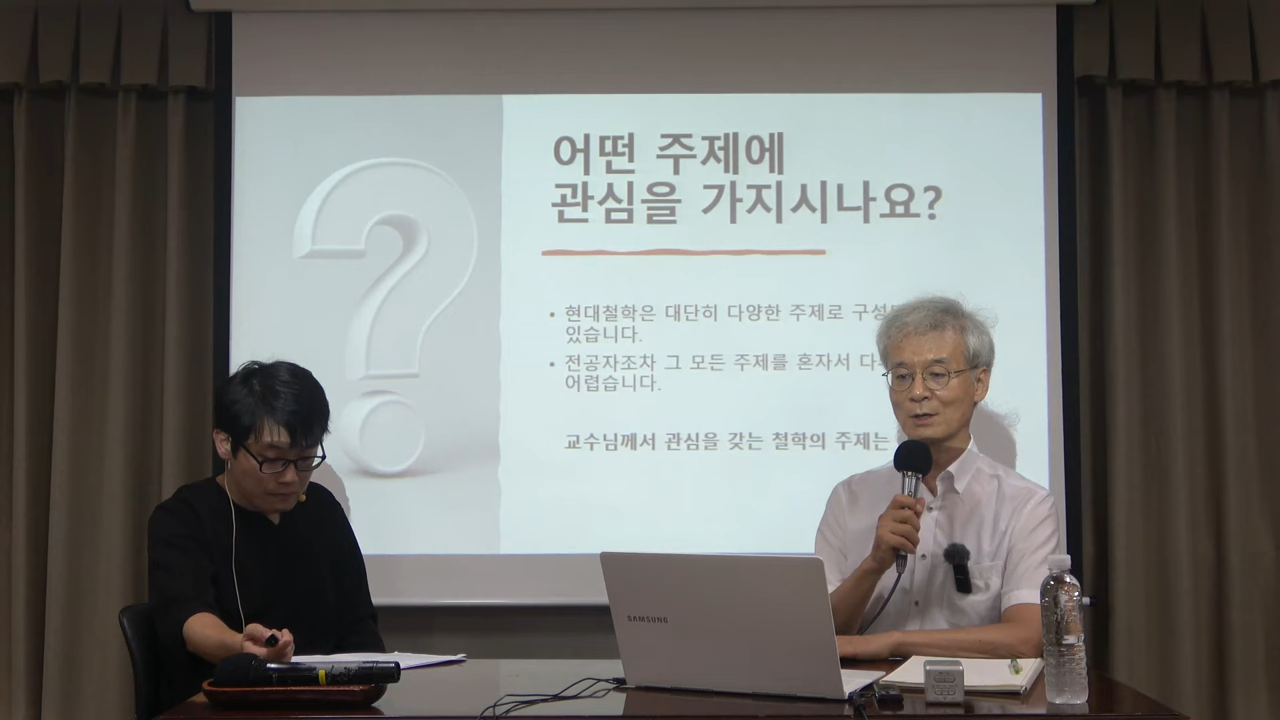 어떤 주제에
관심을 가지시나요?
• 현대철학은 대단히 다양한 주제로
있습니다.
• 전공자조차 그 모든 주제를 혼자서
어렵습니다.
교수님께서 관심을 갖는 철학의 주제는
SAMSUNG